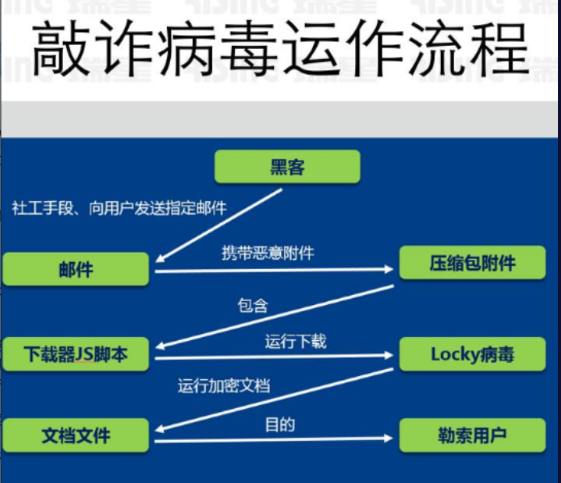 敲诈病毒运作流程
黑客
社工手段、向用户发送指定邮件
邮件
携带恶意附件
压缩包附件
包含
下载器JS脚本
运行下载
Locky病毒
运行加密文档
文档文件
目的
勒索用户